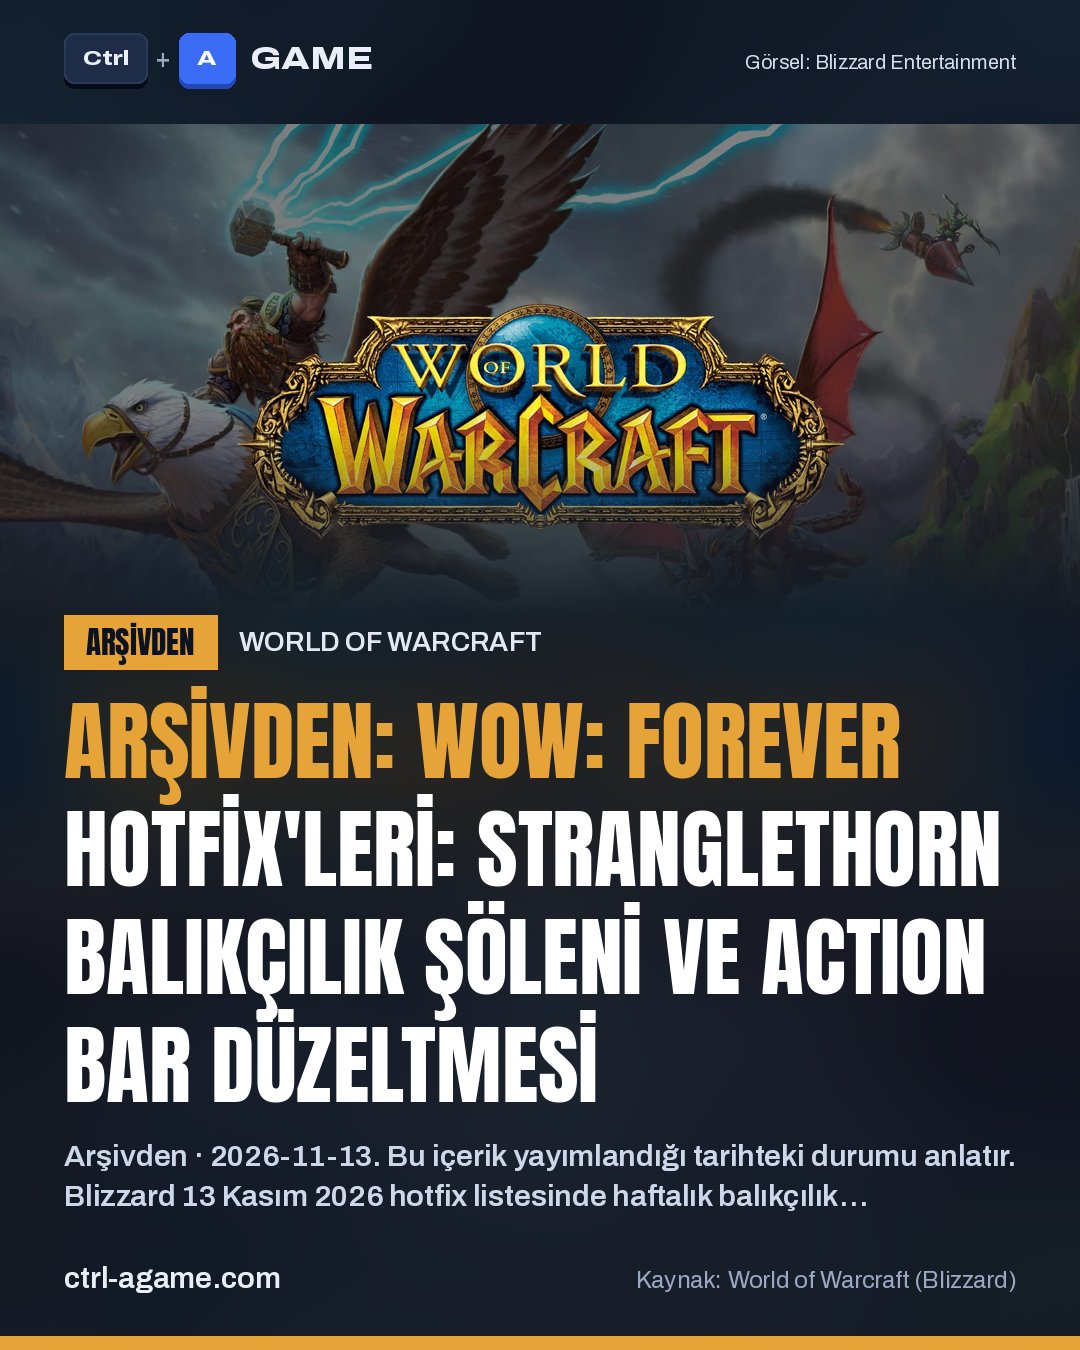 Ctrl + A GAME
Görsel: Blizzard Entertainment
WORLD OF
WARCRAFT
ARŞİVDEN WORLD OF WARCRAFT
ARŞİVDEN: WOW: FOREVER
HOTFİX'LERİ: STRANGLETHORN
BALIKÇILIK ŞÖLENİ VE ACTION
BAR DÜZELTMESİ
Arşivden · 2026-11-13. Bu içerik yayımlandığı tarihteki durumu anlatır.
Blizzard 13 Kasım 2026 hotfix listesinde haftalık balıkçılık…
ctrl-agame.com
Kaynak: World of Warcraft (Blizzard)